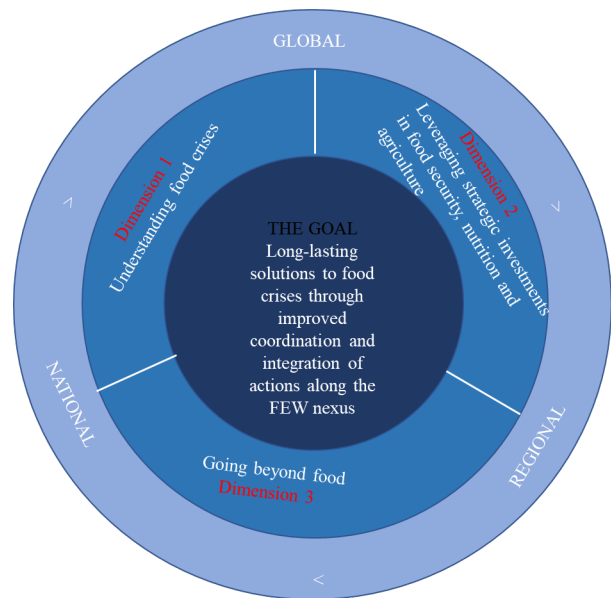 GLOBAL
Dimension 1
Understanding food crises
Dimension 2
Leveraging strategic investments
in food security, nutrition and
agriculture
THE GOAL
Long-lasting
solutions to food
crises through
improved
coordination and
integration of
actions along the
FEW nexus
NATIONAL
REGIONAL
Going beyond food
Dimension 3